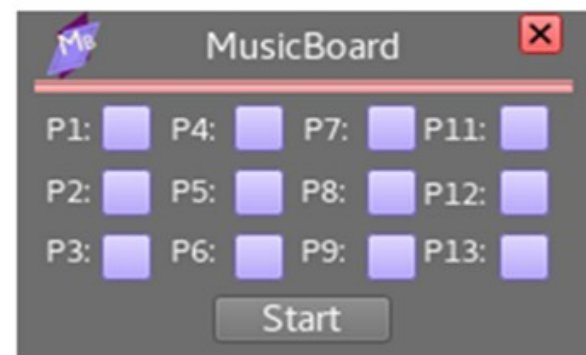 MB MusicBoard X
P1: P4: P7: P11:
P2: P5: P8: P12:
P3: P6: P9: P13:
Start